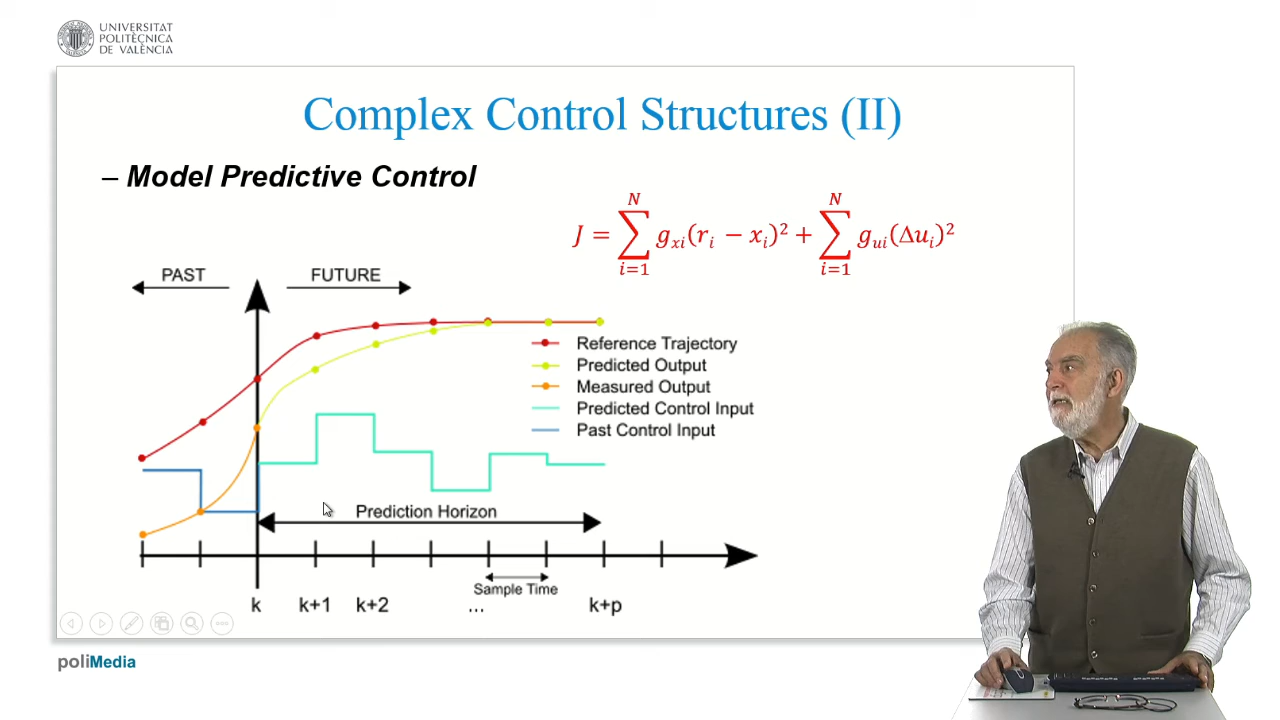 UNIVERSITAT
POLITÈCNICA
DE VALÈNCIA
Complex Control Structures (II)
– Model Predictive Control
J = ∑_{i=1}^{N} g_{xi}(r_i − x_i)² + ∑_{i=1}^{N} g_{ui}(Δu_i)²
PAST FUTURE
Reference Trajectory
Predicted Output
Measured Output
Predicted Control Input
Past Control Input
Prediction Horizon
Sample Time
k k+1 k+2 ... k+p
poliMedia